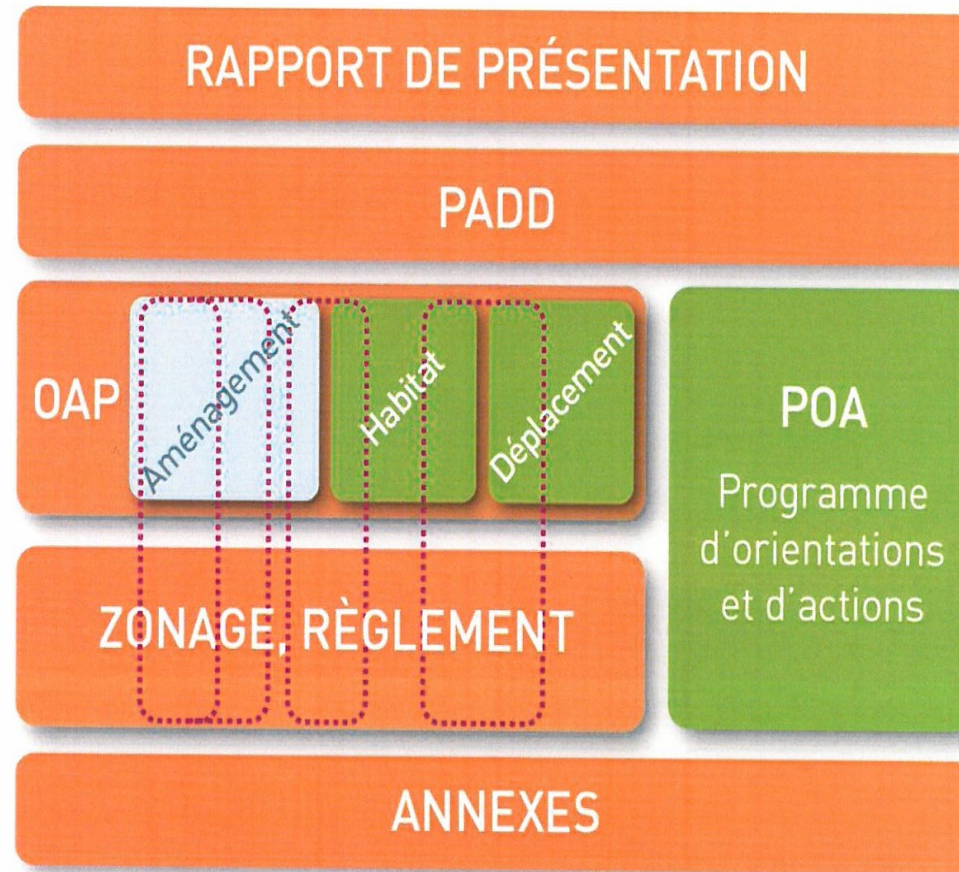 RAPPORT DE PRÉSENTATION
PADD
OAP
Aménagement
Habitat
Déplacement
POA
Programme
d'orientations
et d'actions
ZONAGE, RÈGLEMENT
ANNEXES